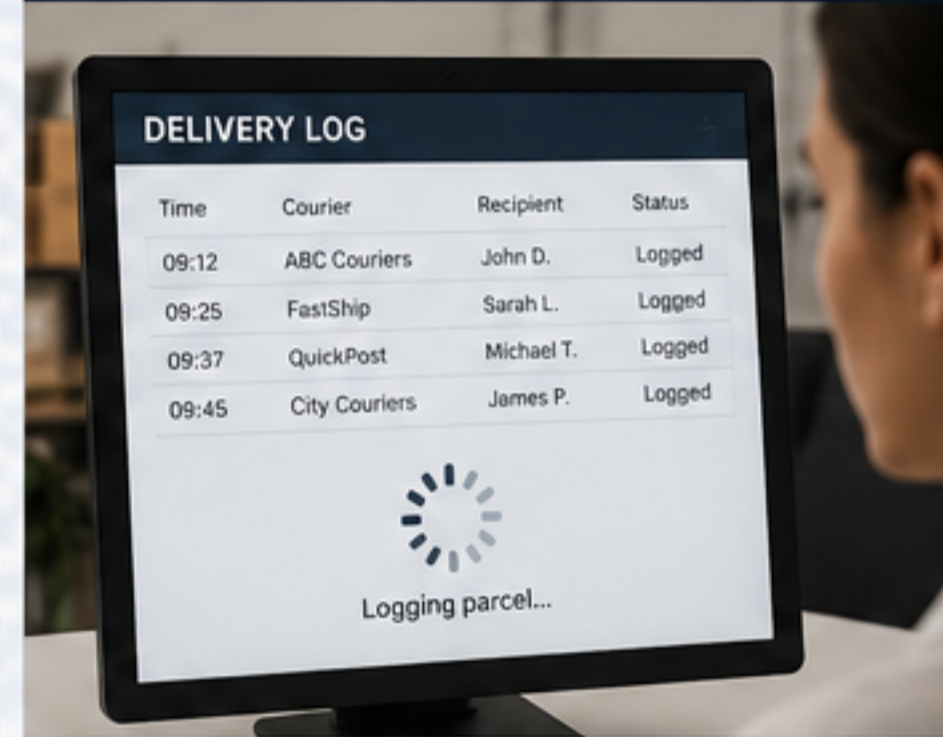 DELIVERY LOG
Time Courier Recipient Status
09:12 ABC Couriers John D. Logged
09:25 FastShip Sarah L. Logged
09:37 QuickPost Michael T. Logged
09:45 City Couriers James P. Logged
Logging parcel...